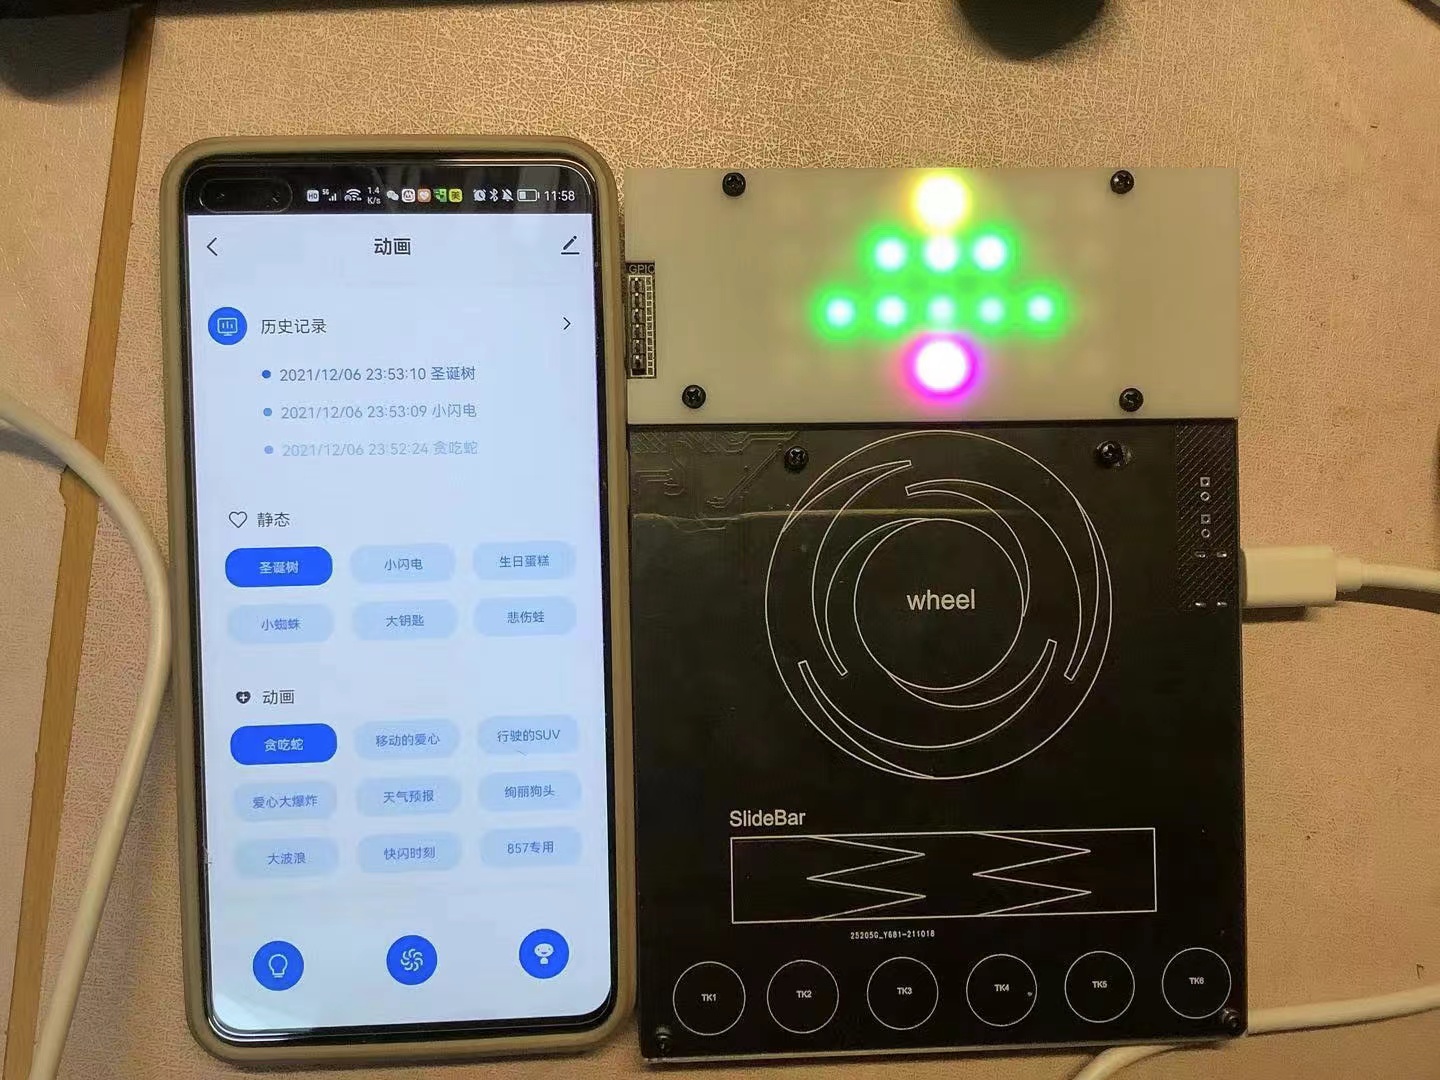 HD 5G 1.4 K/s 美 11:58
动画
历史记录
2021/12/06 23:53:10 圣诞树
2021/12/06 23:53:09 小闪电
2021/12/06 23:52:24 贪吃蛇
静态
圣诞树 小闪电 生日蛋糕
小蜘蛛 大钥匙 悲伤蛙
动画
贪吃蛇 移动的爱心 行驶的SUV
爱心大爆炸 天气预报 绚丽狗头
大波浪 快闪时刻 857专用
GPIO
wheel
SlideBar
25205G_Y681-211018
TK1 TK2 TK3 TK4 TK5 TK6